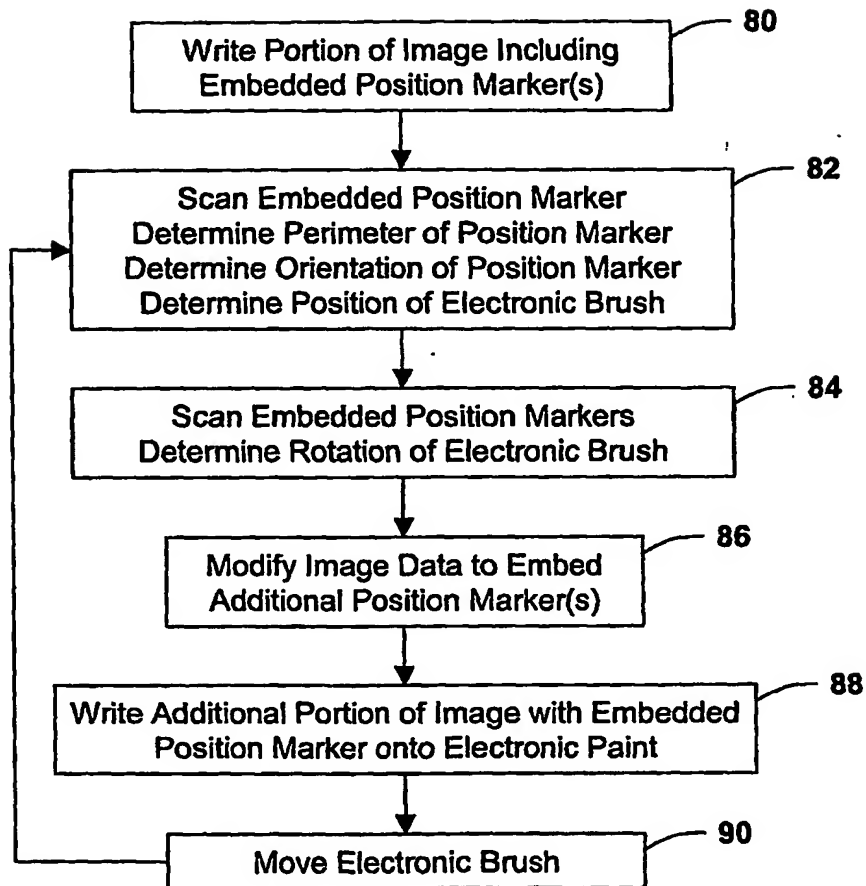 80
Write Portion of Image Including
Embedded Position Marker(s)
82
Scan Embedded Position Marker
Determine Perimeter of Position Marker
Determine Orientation of Position Marker
Determine Position of Electronic Brush
84
Scan Embedded Position Markers
Determine Rotation of Electronic Brush
86
Modify Image Data to Embed
Additional Position Marker(s)
88
Write Additional Portion of Image with Embedded
Position Marker onto Electronic Paint
90
Move Electronic Brush